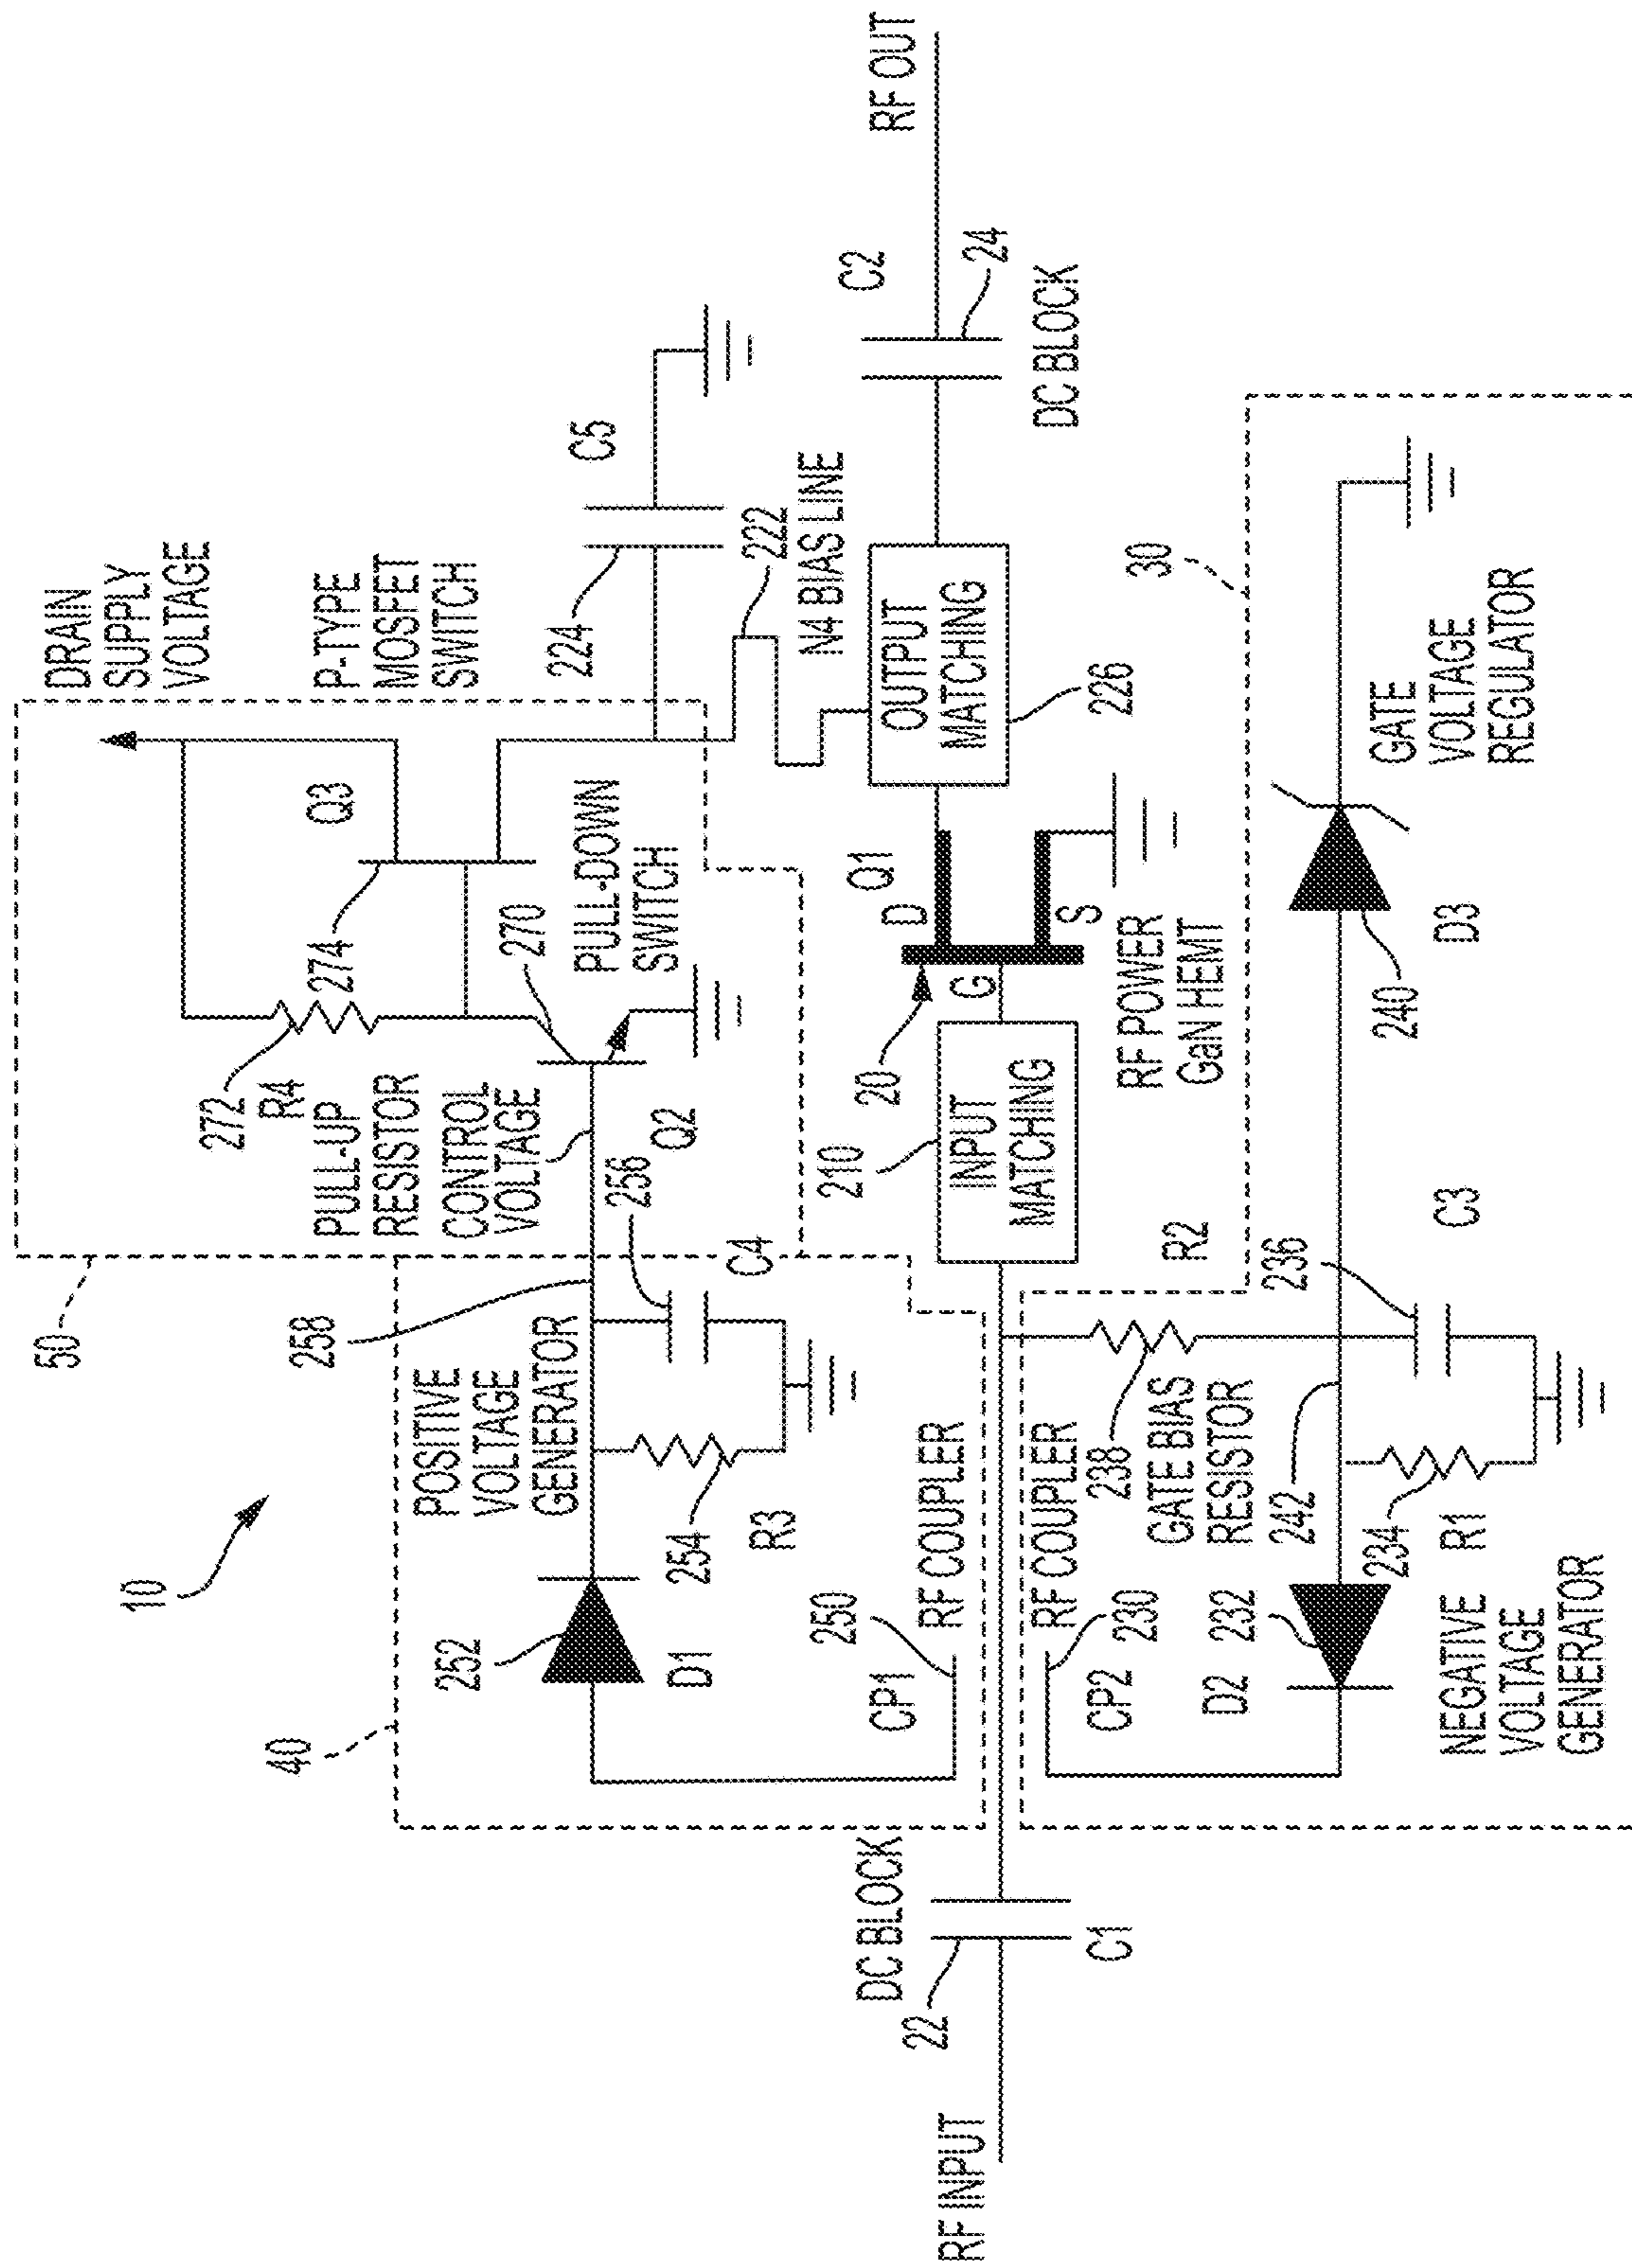 10
50
DRAIN
SUPPLY
VOLTAGE
P-TYPE
MOSFET
SWITCH
Q3
274
272
R4
PULL-UP
RESISTOR
CONTROL
VOLTAGE
270
PULL-DOWN
SWITCH
Q2
40
258
POSITIVE
VOLTAGE
GENERATOR
256
C4
252
D1
254
R3
250
CP1
RF COUPLER
224
C5
222
N4 BIAS LINE
RF INPUT
22
DC BLOCK
C1
210
INPUT
MATCHING
20
G
D
S
Q1
RF POWER
GaN HEMT
OUTPUT
MATCHING
226
C2
24
DC BLOCK
RF OUT
30
RF COUPLER
CP2
230
D2
232
238
GATE BIAS
RESISTOR
R2
242
236
C3
234
R1
NEGATIVE
VOLTAGE
GENERATOR
240
D3
GATE
VOLTAGE
REGULATOR